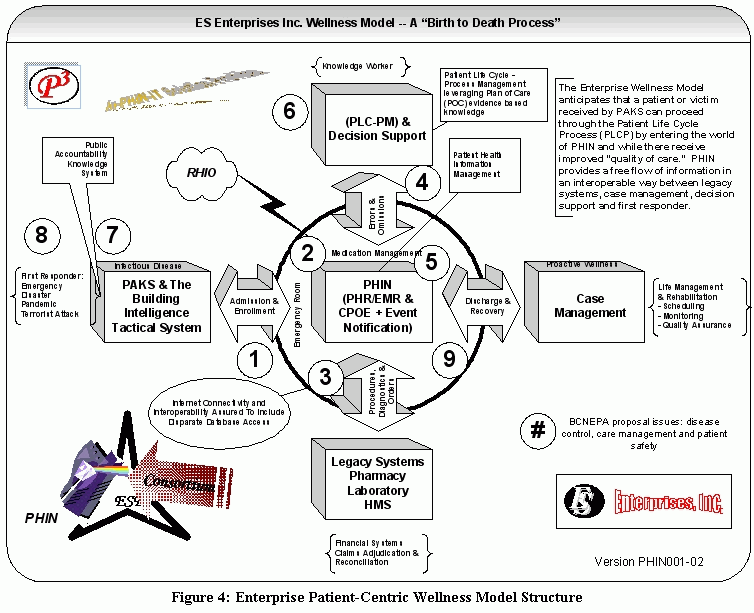 ES Enterprises Inc. Wellness Model -- A “Birth to Death Process”
P3
Knowledge Worker
6
(PLC-PM) &
Decision Support
Patient Life Cycle -
Process Management
leveraging Plan of Care
(POC) evidence based
knowledge
The Enterprise Wellness Model
anticipates that a patient or victim
received by PAKS can proceed
through the Patient Life Cycle
Process (PLCP) by entering the world
of PHIN and while there receive
improved "quality of care."  PHIN
provides a free flow of information in
an interoperable way between legacy
systems, case management, decision
support and first responder.
Public
Accountability
Knowledge
System
Patient Health
Information
Management
RHIO
4
Errors &
Omissions
8
7
2
Medication Management
5
First Responder:
Emergency
Disaster
Pandemic
Terrorist Attack
Infectious Disease
PAKS & The
Building
Intelligence
Tactical System
Admission &
Enrollment
Emergency Room
PHIN
(PHR/EMR &
CPOE + Event
Notification)
Discharge &
Recovery
Proactive Wellness
Case
Management
Life Management
& Rehabilitation
- Scheduling
- Monitoring
- Quality Assurance
1
3
9
Procedures,
Diagnostics &
Orders
Internet Connectivity and
Interoperability Assured To Include
Disparate Database Access
#
BCNEPA proposal issues: disease
control, care management and patient
safety
Legacy Systems
Pharmacy
Laboratory
HMS
Consortium
ESI
PHIN
ES
Enterprises, Inc.
Financial Systems
Claims Adjudication &
Reconciliation
Version PHIN001-02
Figure 4: Enterprise Patient-Centric Wellness Model Structure